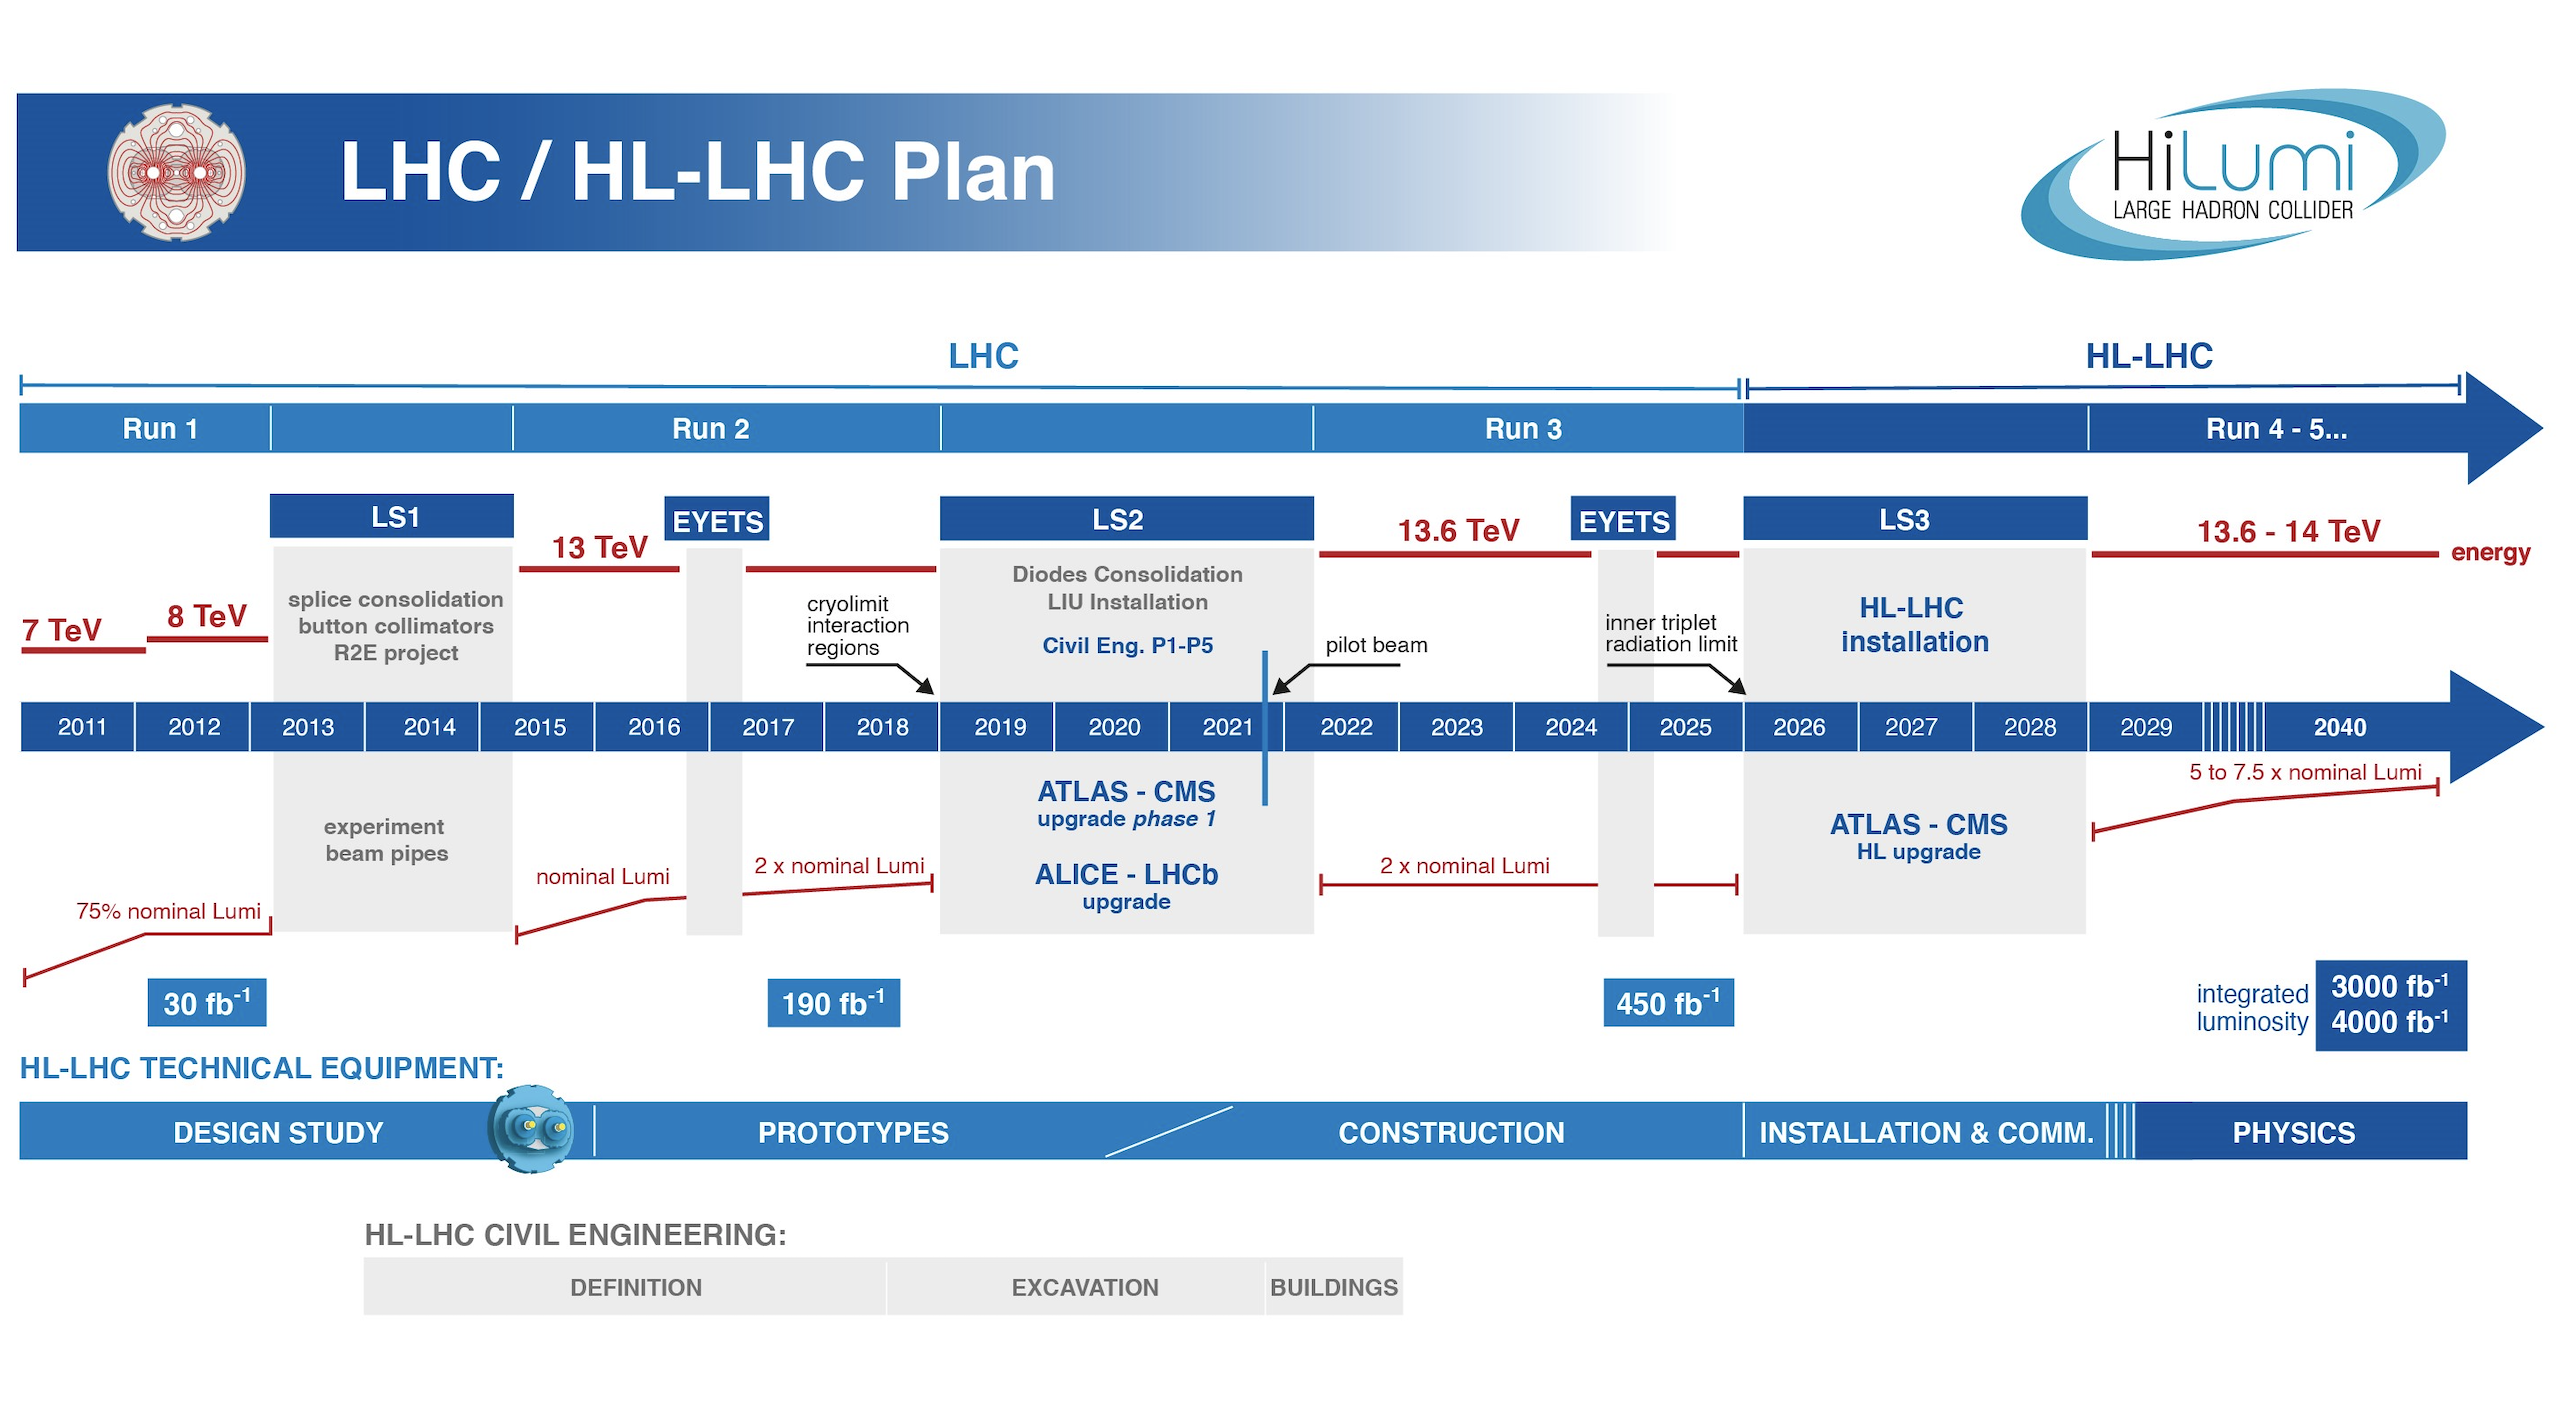 LHC / HL-LHC Plan
HiLumi
LARGE HADRON COLLIDER
LHC
HL-LHC
Run 1
Run 2
Run 3
Run 4 - 5...
LS1
EYETS
LS2
EYETS
LS3
13 TeV
13.6 TeV
13.6 - 14 TeV
energy
7 TeV
8 TeV
splice consolidation
button collimators
R2E project
cryolimit
interaction
regions
Diodes Consolidation
LIU Installation
Civil Eng. P1-P5
pilot beam
inner triplet
radiation limit
HL-LHC
installation
2011
2012
2013
2014
2015
2016
2017
2018
2019
2020
2021
2022
2023
2024
2025
2026
2027
2028
2029
2040
5 to 7.5 x nominal Lumi
experiment
beam pipes
ATLAS - CMS
upgrade phase 1
ALICE - LHCb
upgrade
ATLAS - CMS
HL upgrade
75% nominal Lumi
nominal Lumi
2 x nominal Lumi
2 x nominal Lumi
30 fb-1
190 fb-1
450 fb-1
integrated
luminosity
3000 fb-1
4000 fb-1
HL-LHC TECHNICAL EQUIPMENT:
DESIGN STUDY
PROTOTYPES
CONSTRUCTION
INSTALLATION & COMM.
PHYSICS
HL-LHC CIVIL ENGINEERING:
DEFINITION
EXCAVATION
BUILDINGS